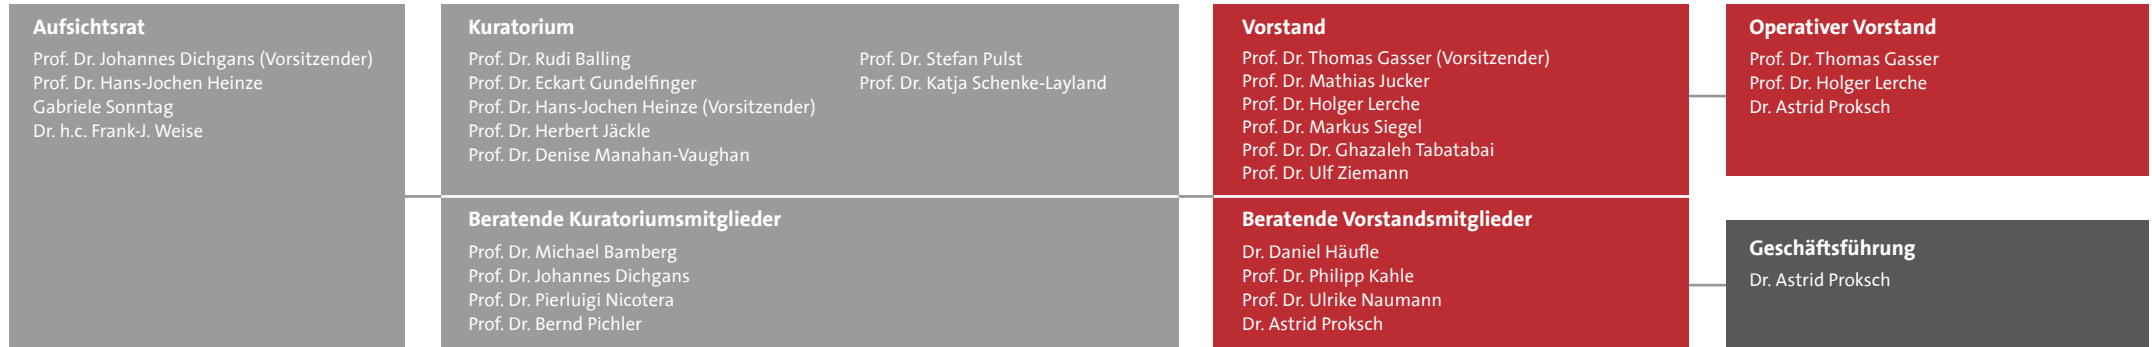 Aufsichtsrat
Prof. Dr. Johannes Dichgans (Vorsitzender)
Prof. Dr. Hans-Jochen Heinze
Gabriele Sonntag
Dr. h.c. Frank-J. Weise
Kuratorium
Prof. Dr. Rudi Balling
Prof. Dr. Eckart Gundelfinger
Prof. Dr. Hans-Jochen Heinze (Vorsitzender)
Prof. Dr. Herbert Jäckle
Prof. Dr. Denise Manahan-Vaughan
Prof. Dr. Stefan Pulst
Prof. Dr. Katja Schenke-Layland
Beratende Kuratoriumsmitglieder
Prof. Dr. Michael Bamberg
Prof. Dr. Johannes Dichgans
Prof. Dr. Pierluigi Nicotera
Prof. Dr. Bernd Pichler
Vorstand
Prof. Dr. Thomas Gasser (Vorsitzender)
Prof. Dr. Mathias Jucker
Prof. Dr. Holger Lerche
Prof. Dr. Markus Siegel
Prof. Dr. Dr. Ghazaleh Tabatabai
Prof. Dr. Ulf Ziemann
Beratende Vorstandsmitglieder
Dr. Daniel Häufle
Prof. Dr. Philipp Kahle
Prof. Dr. Ulrike Naumann
Dr. Astrid Proksch
Operativer Vorstand
Prof. Dr. Thomas Gasser
Prof. Dr. Holger Lerche
Dr. Astrid Proksch
Geschäftsführung
Dr. Astrid Proksch